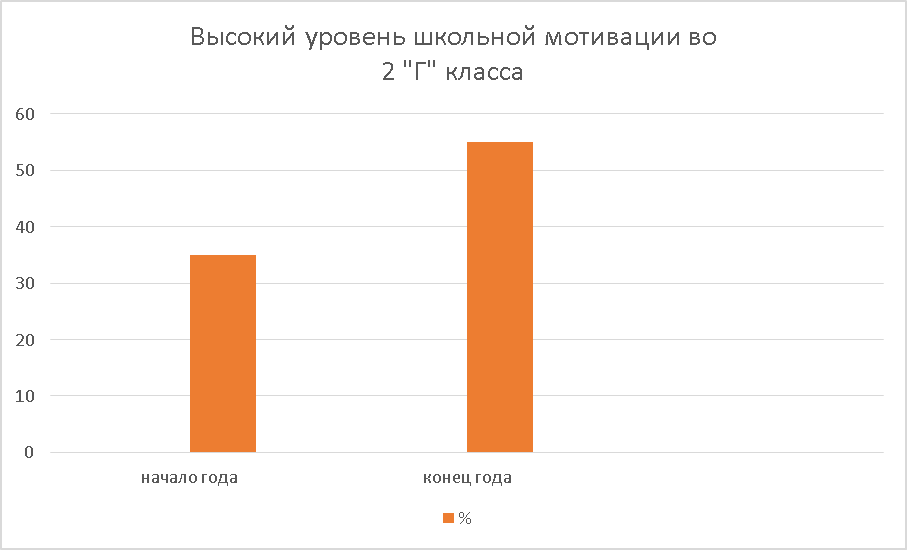 Высокий уровень школьной мотивации во
2 "Г" класса
60
50
40
30
20
10
0
начало года
конец года
%